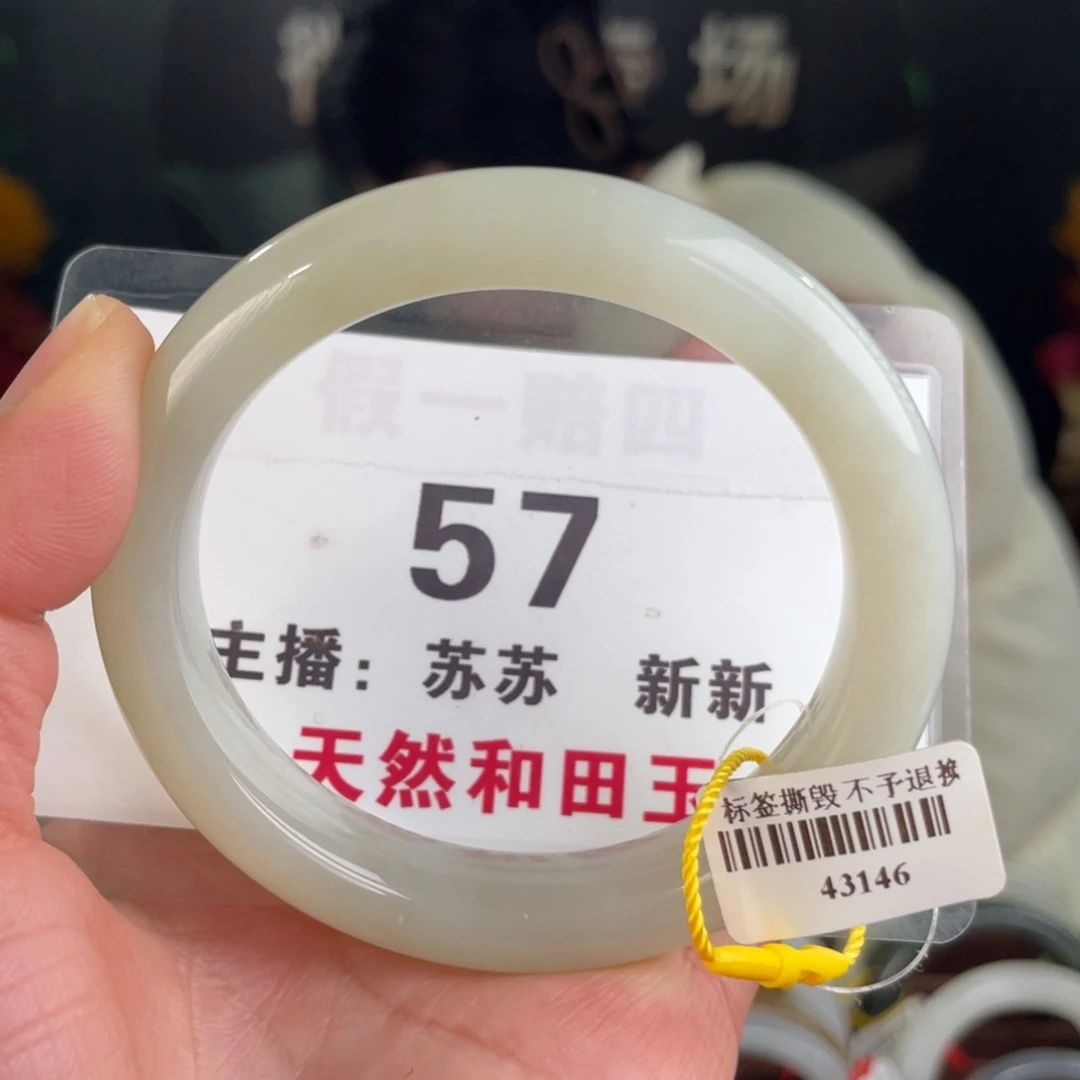 场
假一赔四
57
主播：苏苏 新新
天然和田玉
标签撕毁不予退换
43146